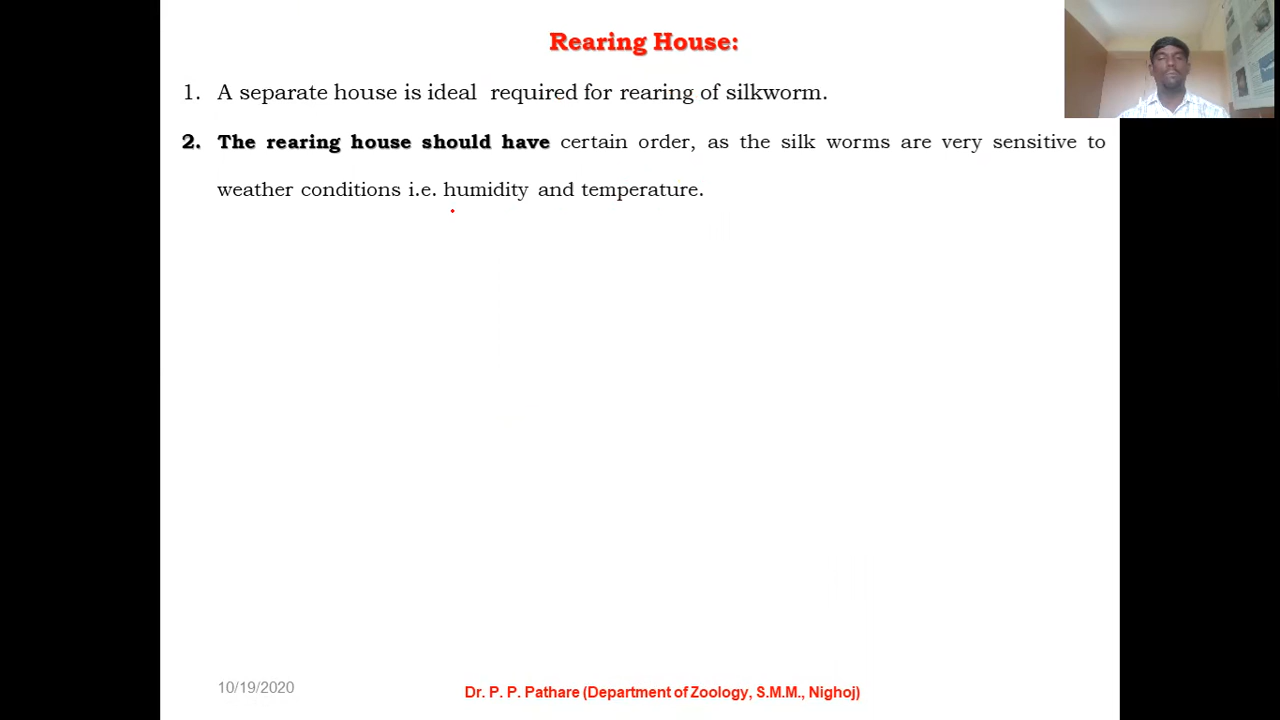 Rearing House:
1. A separate house is ideal required for rearing of silkworm.
2. The rearing house should have certain order, as the silk worms are very sensitive to
weather conditions i.e. humidity and temperature.
10/19/2020
Dr. P. P. Pathare (Department of Zoology, S.M.M., Nighoj)